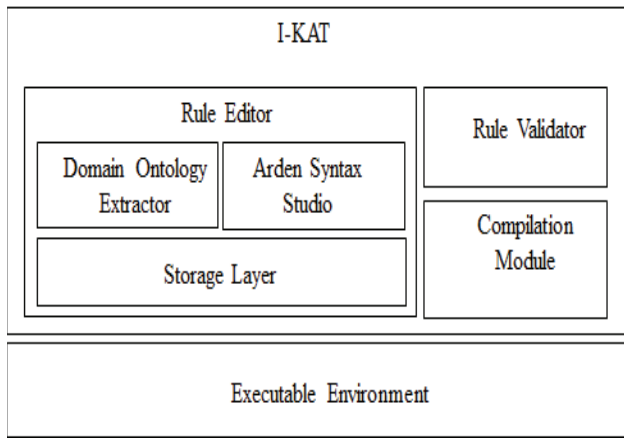 I-KAT
Rule Editor
Domain Ontology
Extractor
Arden Syntax
Studio
Storage Layer
Rule Validator
Compilation
Module
Executable Environment